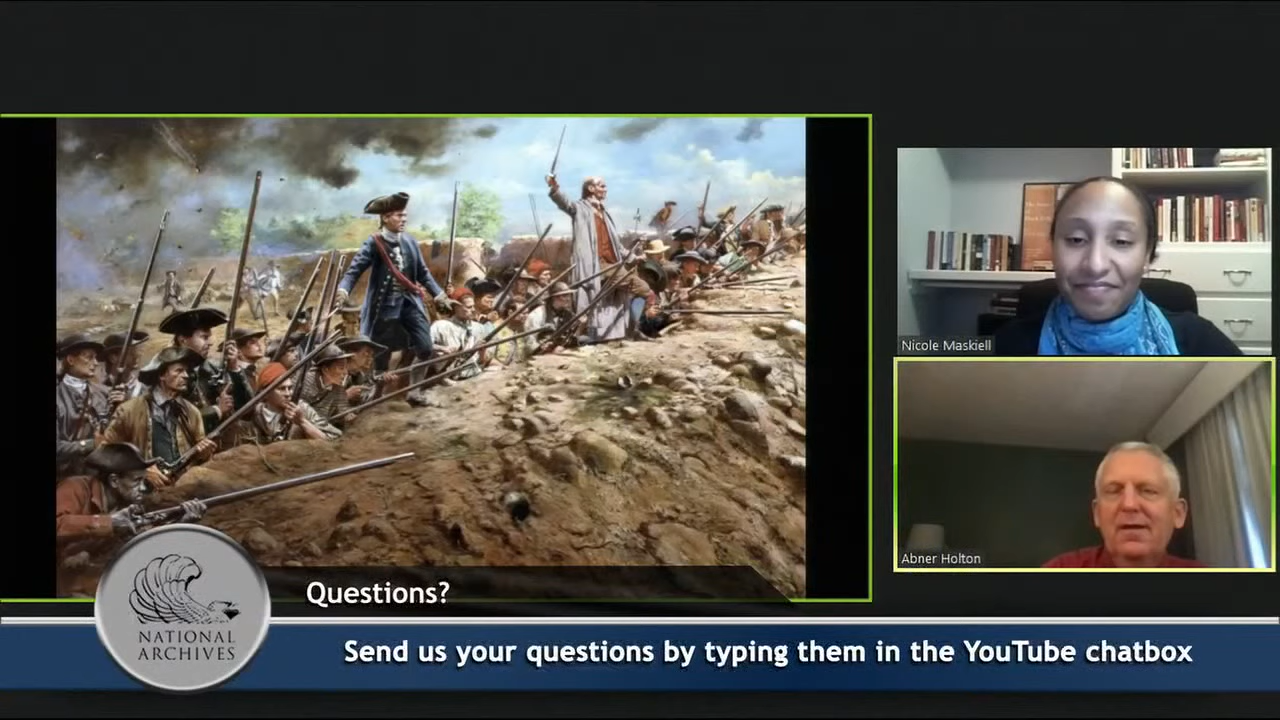 Nicole Maskiell
Abner Holton
Questions?
NATIONAL
ARCHIVES
Send us your questions by typing them in the YouTube chatbox